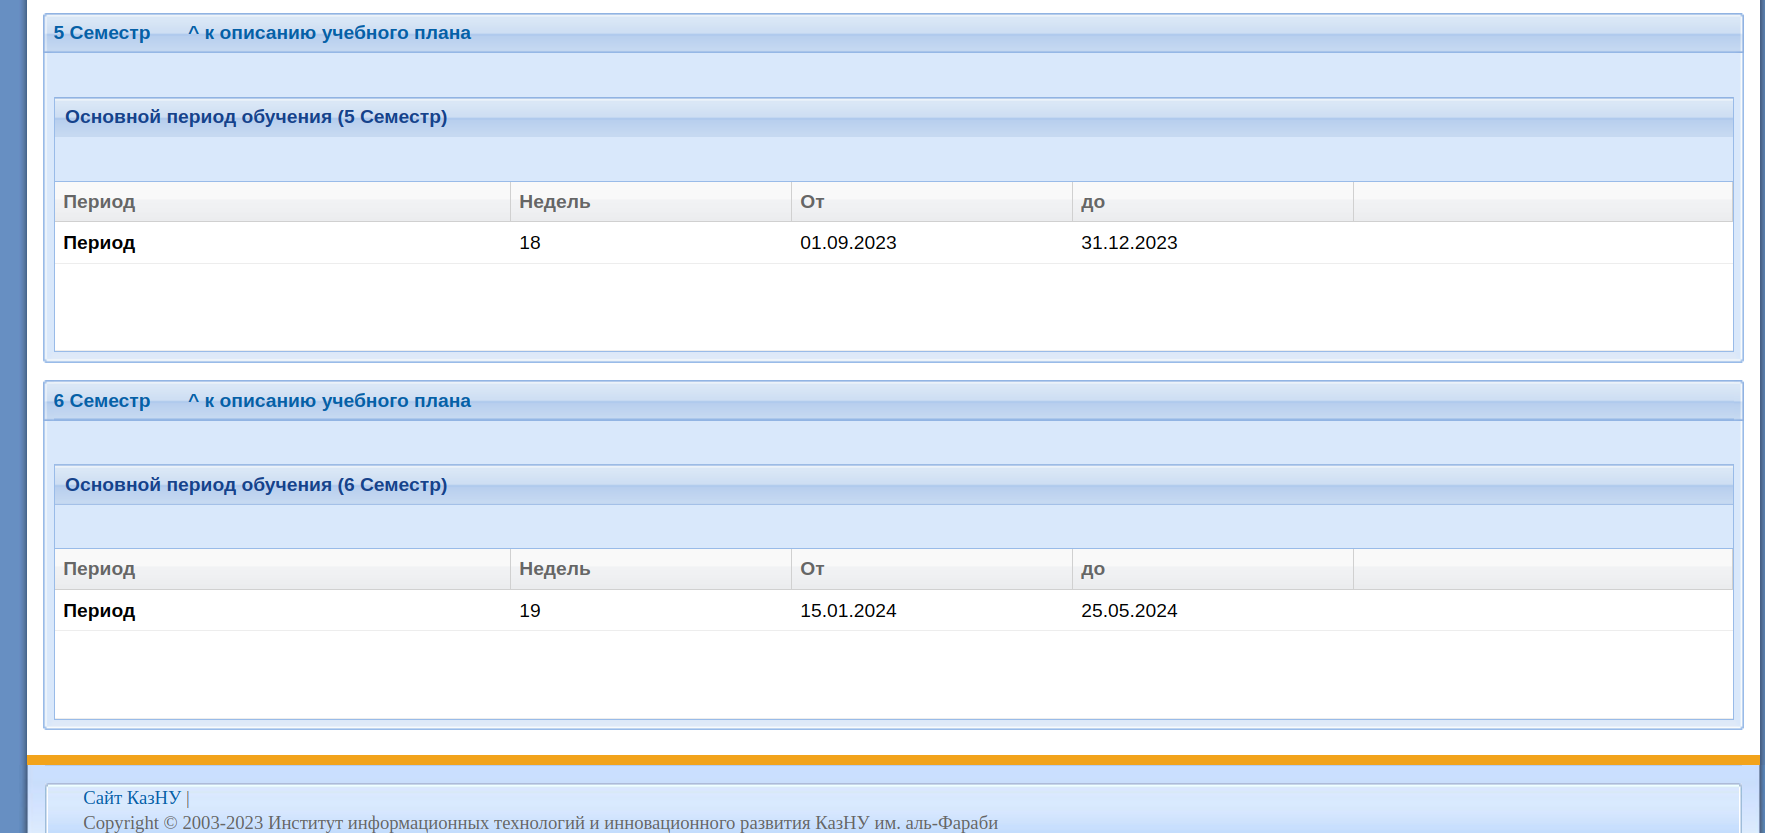 5 Семестр ^ к описанию учебного плана
Основной период обучения (5 Семестр)
Период Недель От до
Период 18 01.09.2023 31.12.2023
6 Семестр ^ к описанию учебного плана
Основной период обучения (6 Семестр)
Период Недель От до
Период 19 15.01.2024 25.05.2024
Сайт КазНУ |
Copyright © 2003-2023 Институт информационных технологий и инновационного развития КазНУ им. аль-Фараби